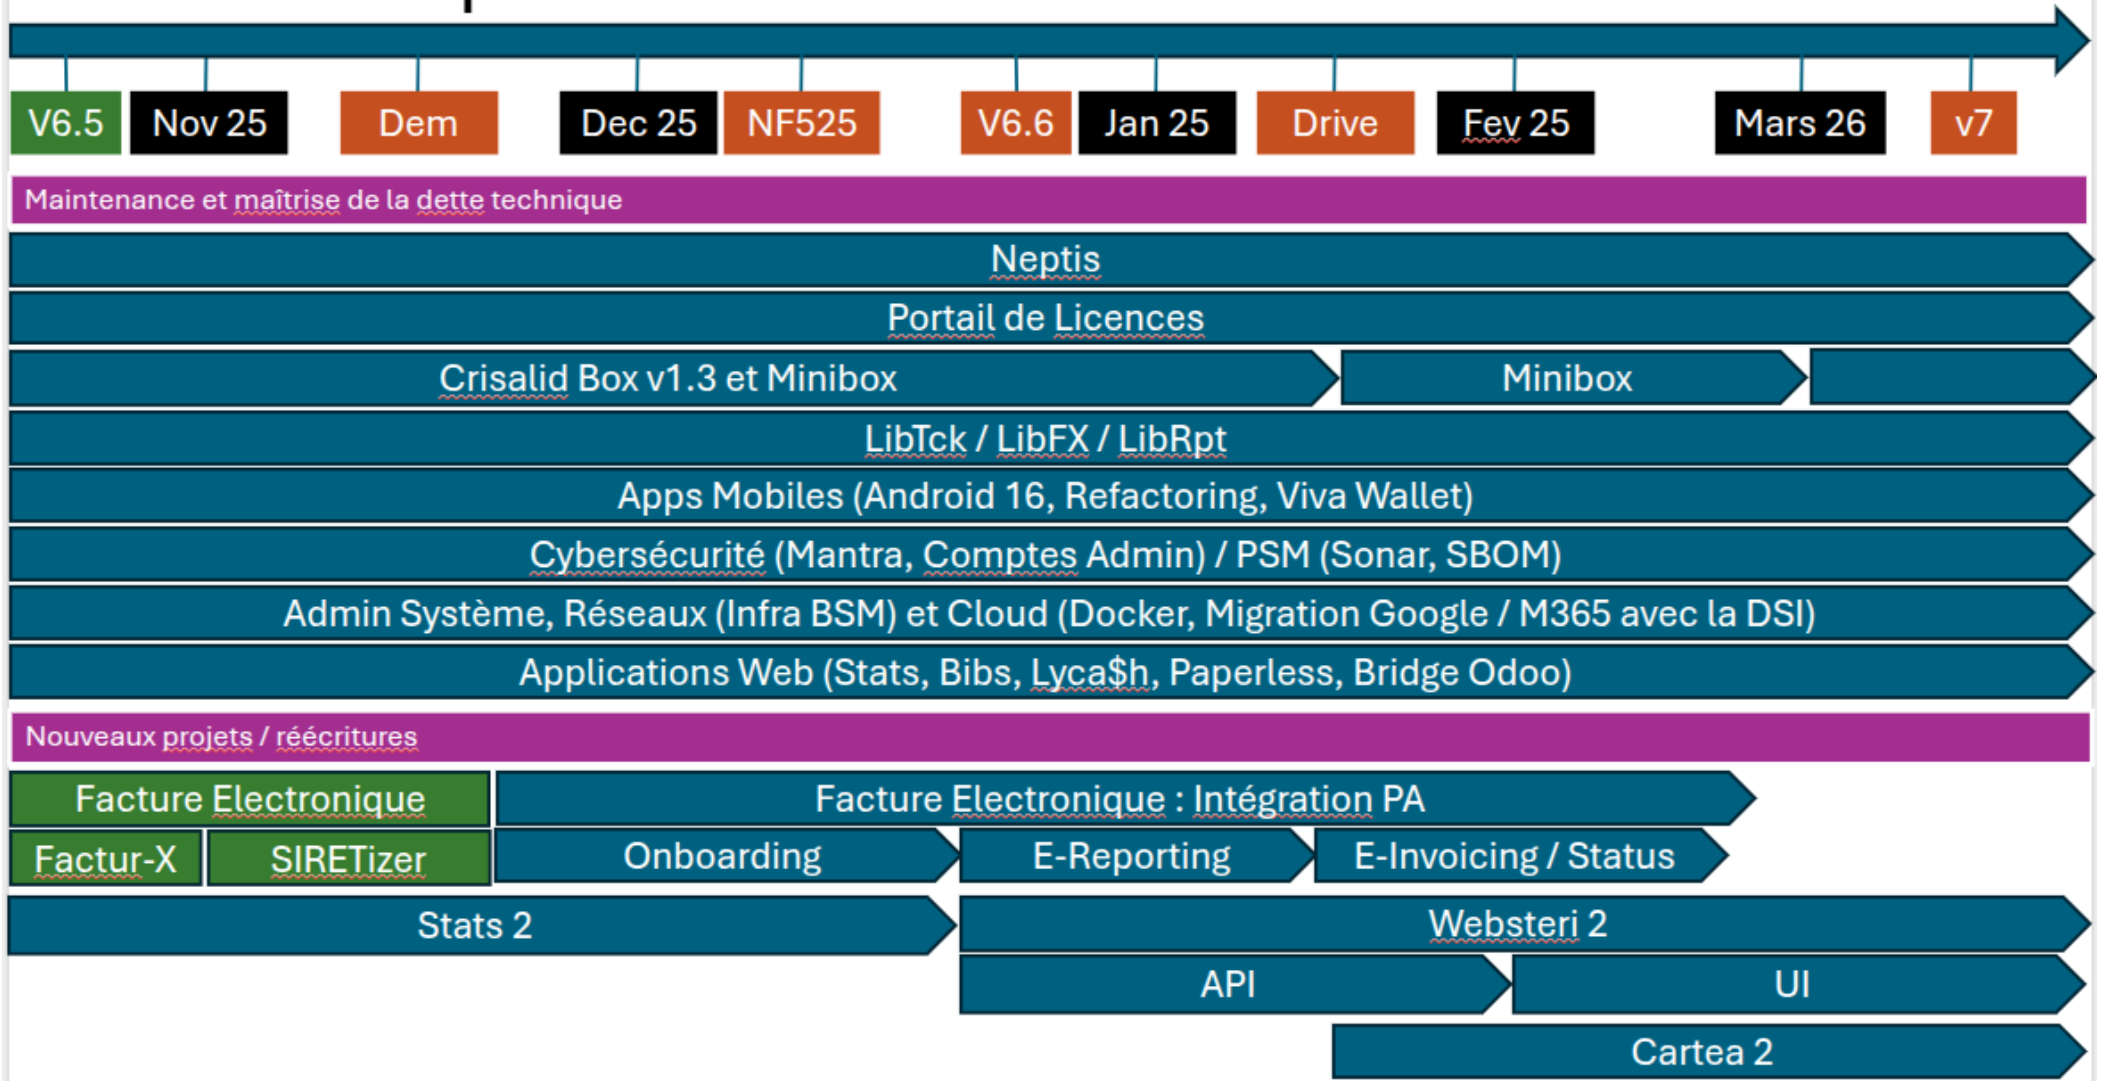 V6.5 Nov 25 Dem Dec 25 NF525 V6.6 Jan 25 Drive Fev 25 Mars 26 v7
Maintenance et maîtrise de la dette technique
Neptis
Portail de Licences
Crisalid Box v1.3 et Minibox Minibox
LibTck / LibFX / LibRpt
Apps Mobiles (Android 16, Refactoring, Viva Wallet)
Cybersécurité (Mantra, Comptes Admin) / PSM (Sonar, SBOM)
Admin Système, Réseaux (Infra BSM) et Cloud (Docker, Migration Google / M365 avec la DSI)
Applications Web (Stats, Bibs, Lyca$h, Paperless, Bridge Odoo)
Nouveaux projets / réécritures
Facture Electronique Facture Electronique : Intégration PA
Factur-X SIRETizer Onboarding E-Reporting E-Invoicing / Status
Stats 2 Websteri 2
API UI
Cartea 2